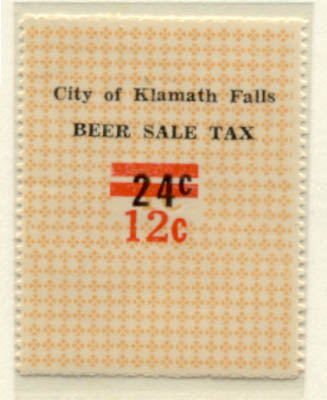 City of Klamath Falls
BEER SALE TAX
24c
12c